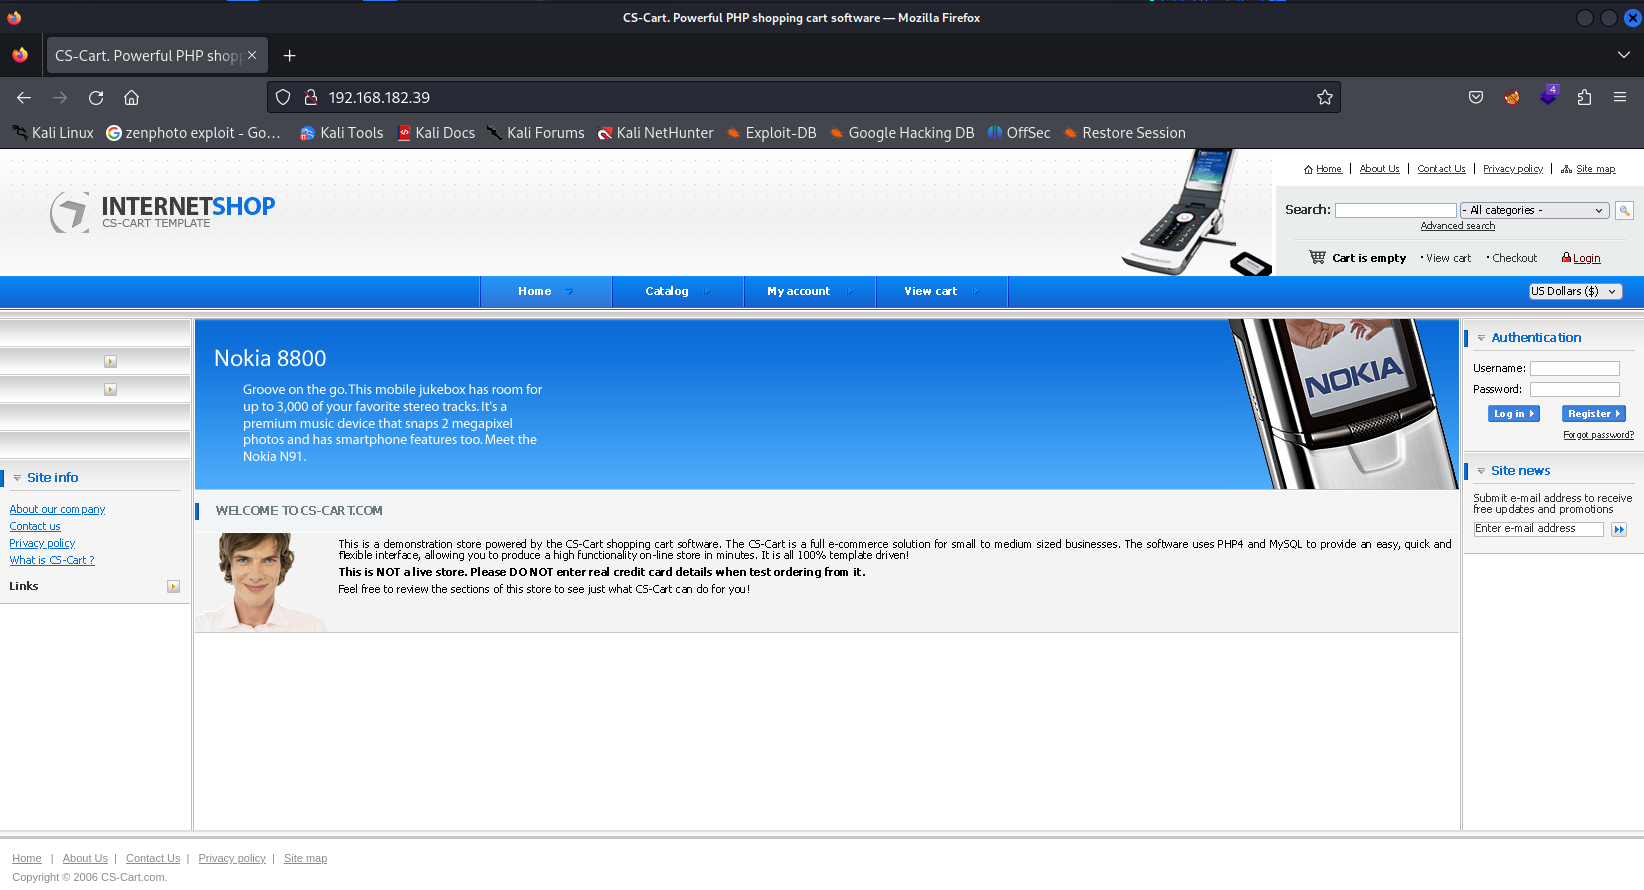 CS-Cart. Powerful PHP shopping cart software — Mozilla Firefox
CS-Cart. Powerful PHP shopp
192.168.182.39
4
Kali Linux zenphoto exploit - Go… Kali Tools Kali Docs Kali Forums Kali NetHunter Exploit-DB Google Hacking DB OffSec Restore Session
Home | About Us | Contact Us | Privacy policy | Site map
INTERNETSHOP
CS-CART TEMPLATE
Search: - All categories -
Advanced search
Cart is empty · View cart · Checkout Login
Home Catalog My account View cart US Dollars ($)
Nokia 8800
Groove on the go. This mobile jukebox has room for
up to 3,000 of your favorite stereo tracks. It's a
premium music device that snaps 2 megapixel
photos and has smartphone features too. Meet the
Nokia N91.
NOKIA
Site info
About our company
Contact us
Privacy policy
What is CS-Cart ?
Links
WELCOME TO CS-CART.COM
This is a demonstration store powered by the CS-Cart shopping cart software. The CS-Cart is a full e-commerce solution for small to medium sized businesses. The software uses PHP4 and MySQL to provide an easy, quick and
flexible interface, allowing you to produce a high functionality on-line store in minutes. It is all 100% template driven!
This is NOT a live store. Please DO NOT enter real credit card details when test ordering from it.
Feel free to review the sections of this store to see just what CS-Cart can do for you!
Authentication
Username:
Password:
Log in Register
Forgot password?
Site news
Submit e-mail address to receive
free updates and promotions
Enter e-mail address
Home | About Us | Contact Us | Privacy policy | Site map
Copyright © 2006 CS-Cart.com.